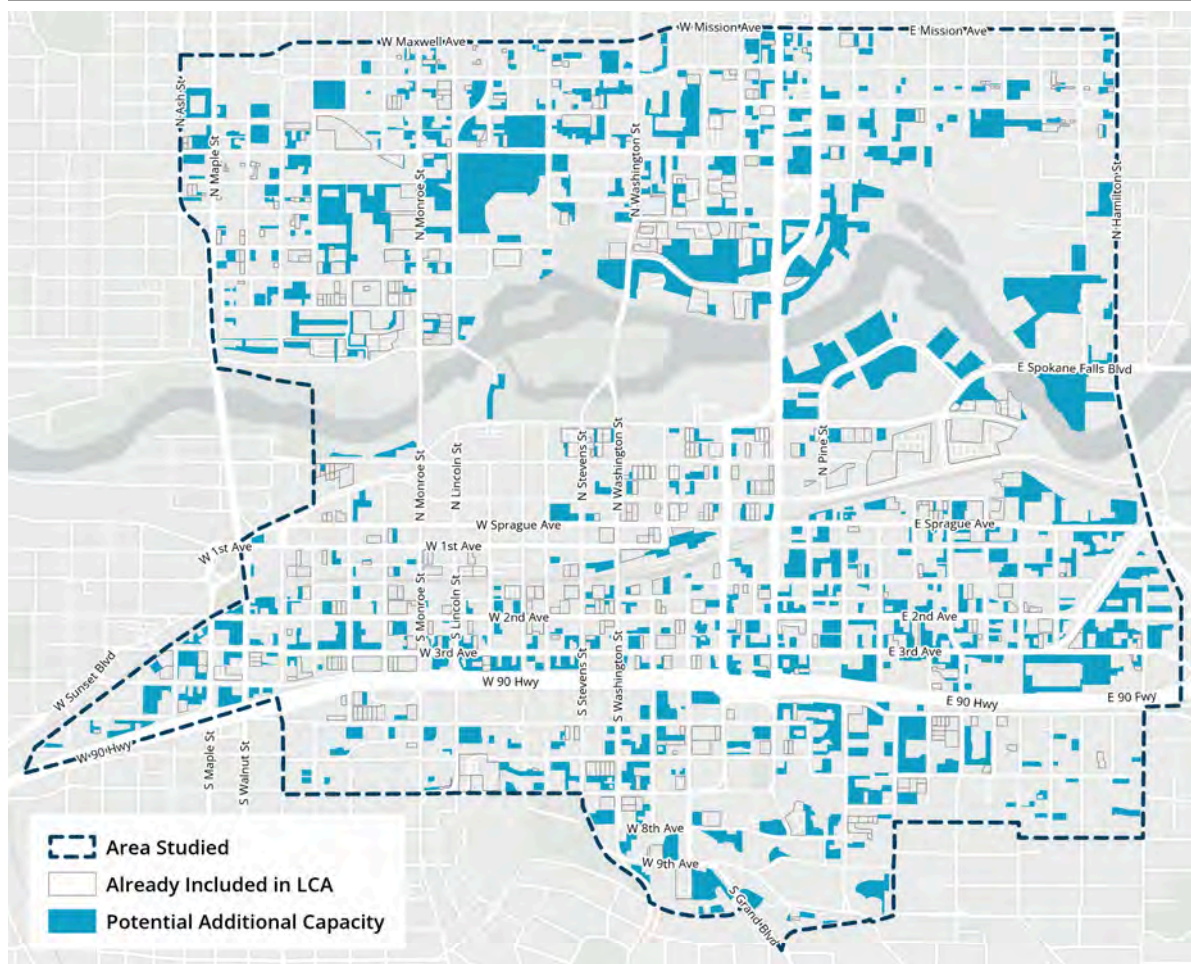 W Maxwell Ave
W Mission Ave
E Mission Ave
N Ash St
N Maple St
N Monroe St
N Washington St
N Hamilton St
E Spokane Falls Blvd
N Monroe St
N Lincoln St
N Stevens St
N Washington St
N Pine St
W Sprague Ave
E Sprague Ave
W 1st Ave
W 1st Ave
S Monroe St
S Lincoln St
W 2nd Ave
E 2nd Ave
W 3rd Ave
E 3rd Ave
W Sunset Blvd
S Stevens St
S Washington St
W 90 Hwy
E 90 Hwy
E 90 Fwy
W 90 Hwy
S Maple St
S Walnut St
W 8th Ave
W 9th Ave
S Grand Blvd
Area Studied
Already Included in LCA
Potential Additional Capacity